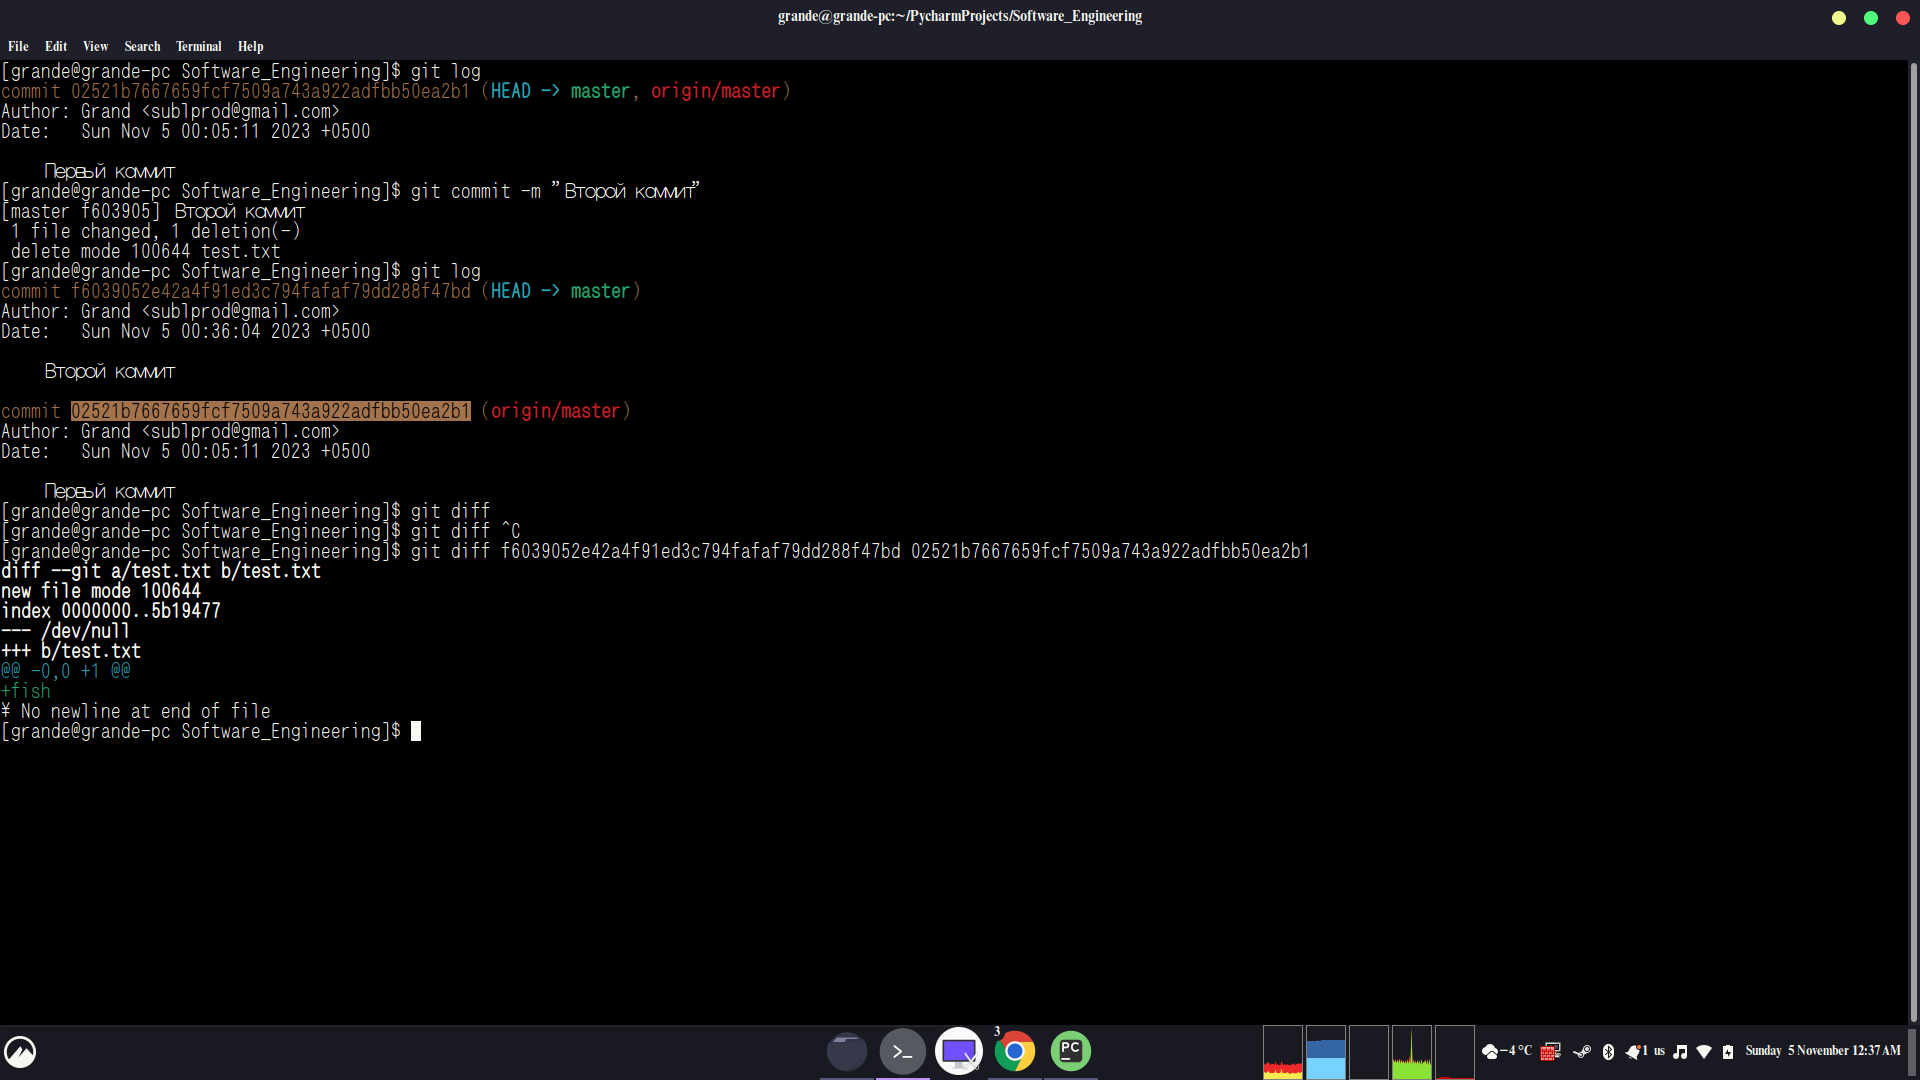 grande@grande-pc:~/PycharmProjects/Software_Engineering
File Edit View Search Terminal Help
[grande@grande-pc Software_Engineering]$ git log
commit 02521b7667659fcf7509a743a922adfbb50ea2b1 (HEAD -> master, origin/master)
Author: Grand <sublprod@gmail.com>
Date:   Sun Nov 5 00:05:11 2023 +0500
Первый каммит
[grande@grande-pc Software_Engineering]$ git commit -m "Второй каммит"
[master f603905] Второй каммит
1 file changed, 1 deletion(-)
delete mode 100644 test.txt
[grande@grande-pc Software_Engineering]$ git log
commit f6039052e42a4f91ed3c794fafaf79dd288f47bd (HEAD -> master)
Author: Grand <sublprod@gmail.com>
Date:   Sun Nov 5 00:36:04 2023 +0500
Второй каммит
commit 02521b7667659fcf7509a743a922adfbb50ea2b1 (origin/master)
Author: Grand <sublprod@gmail.com>
Date:   Sun Nov 5 00:05:11 2023 +0500
Первый каммит
[grande@grande-pc Software_Engineering]$ git diff
[grande@grande-pc Software_Engineering]$ git diff ^C
[grande@grande-pc Software_Engineering]$ git diff f6039052e42a4f91ed3c794fafaf79dd288f47bd 02521b7667659fcf7509a743a922adfbb50ea2b1
diff --git a/test.txt b/test.txt
new file mode 100644
index 0000000..5b19477
--- /dev/null
+++ b/test.txt
@@ -0,0 +1 @@
+fish
¥ No newline at end of file
[grande@grande-pc Software_Engineering]$
3
PC
-4 °C 1 us Sunday 5 November 12:37 AM